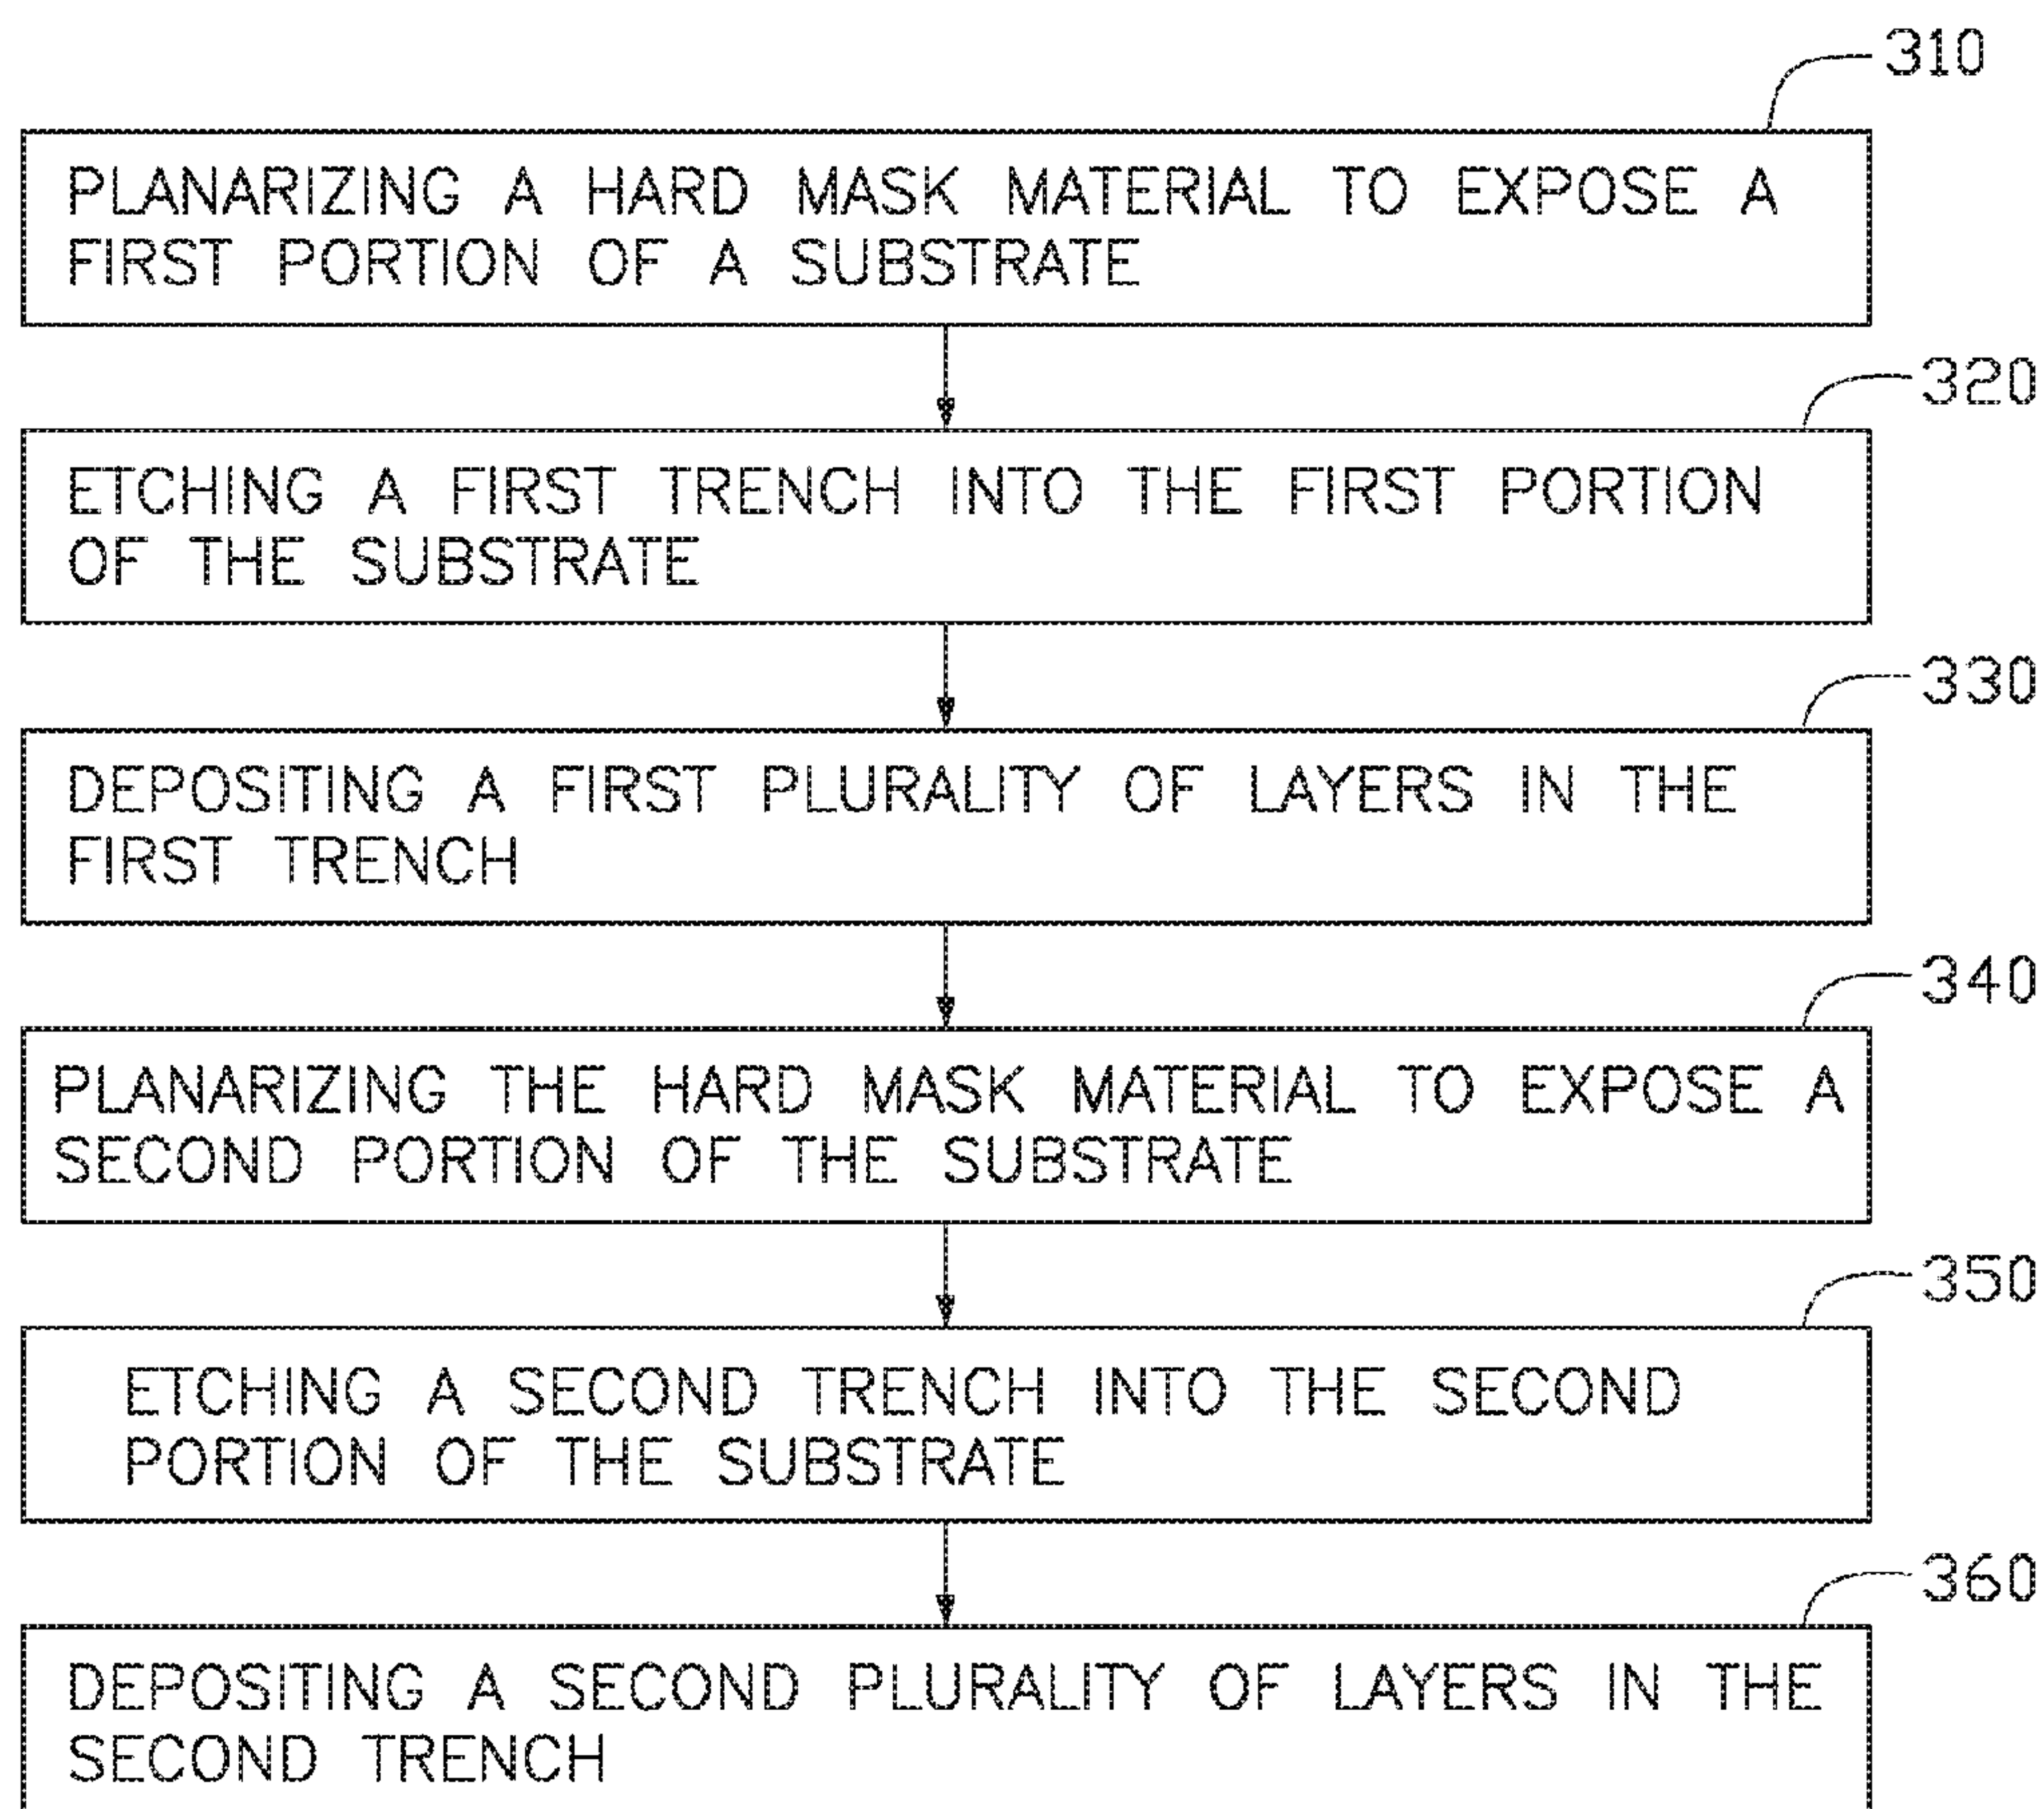 310
PLANARIZING A HARD MASK MATERIAL TO EXPOSE A
FIRST PORTION OF A SUBSTRATE
320
ETCHING A FIRST TRENCH INTO THE FIRST PORTION
OF THE SUBSTRATE
330
DEPOSITING A FIRST PLURALITY OF LAYERS IN THE
FIRST TRENCH
340
PLANARIZING THE HARD MASK MATERIAL TO EXPOSE A
SECOND PORTION OF THE SUBSTRATE
350
ETCHING A SECOND TRENCH INTO THE SECOND
PORTION OF THE SUBSTRATE
360
DEPOSITING A SECOND PLURALITY OF LAYERS IN THE
SECOND TRENCH